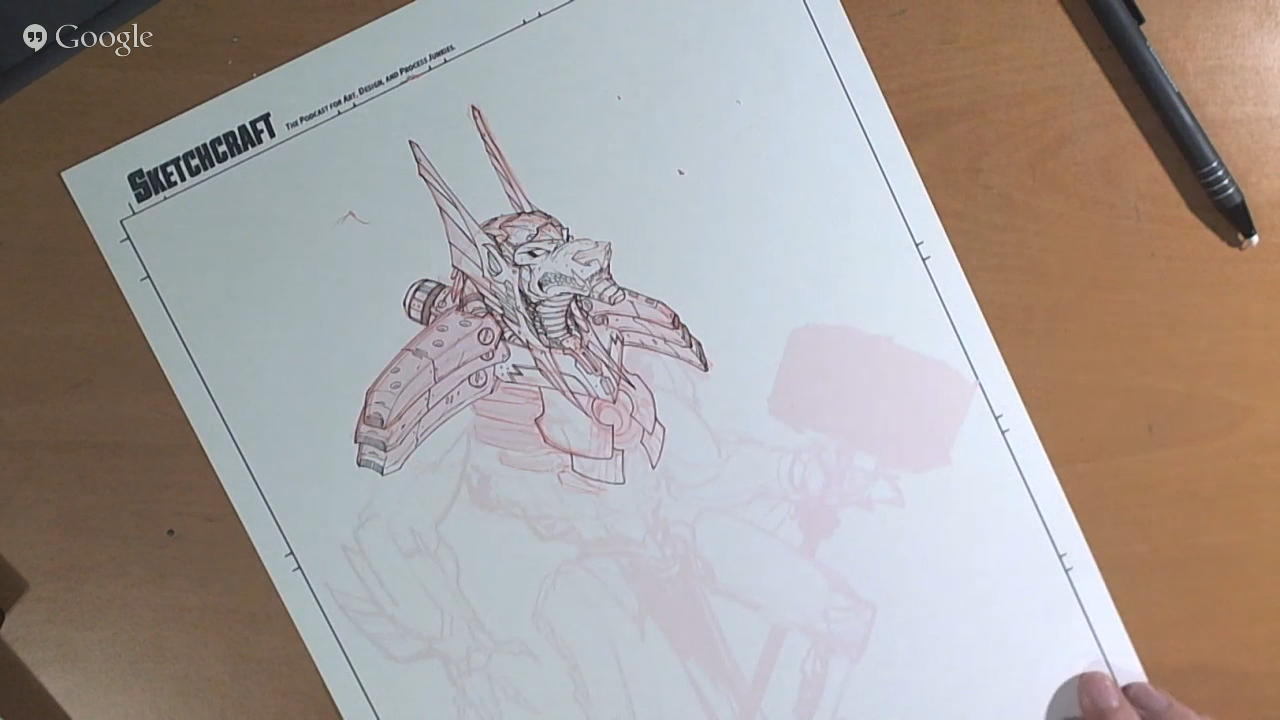 Google
SKETCHCRAFT THE PODCAST FOR ART, DESIGN, AND PROCESS JUNKIES.